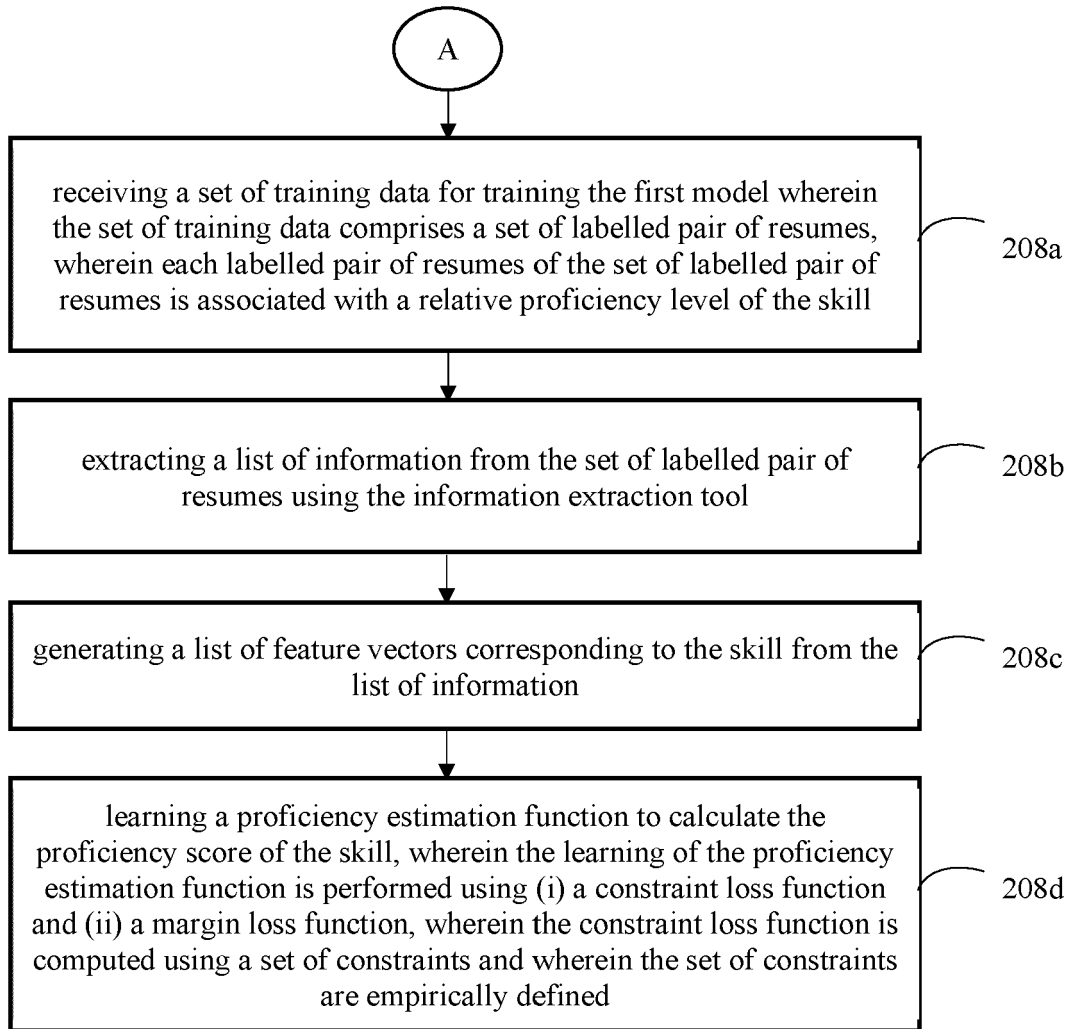 A
receiving a set of training data for training the first model wherein
the set of training data comprises a set of labelled pair of resumes,
wherein each labelled pair of resumes of the set of labelled pair of
resumes is associated with a relative proficiency level of the skill
208a
extracting a list of information from the set of labelled pair of
resumes using the information extraction tool
208b
generating a list of feature vectors corresponding to the skill from the
list of information
208c
learning a proficiency estimation function to calculate the
proficiency score of the skill, wherein the learning of the proficiency
estimation function is performed using (i) a constraint loss function
and (ii) a margin loss function, wherein the constraint loss function is
computed using a set of constraints and wherein the set of constraints
are empirically defined
208d